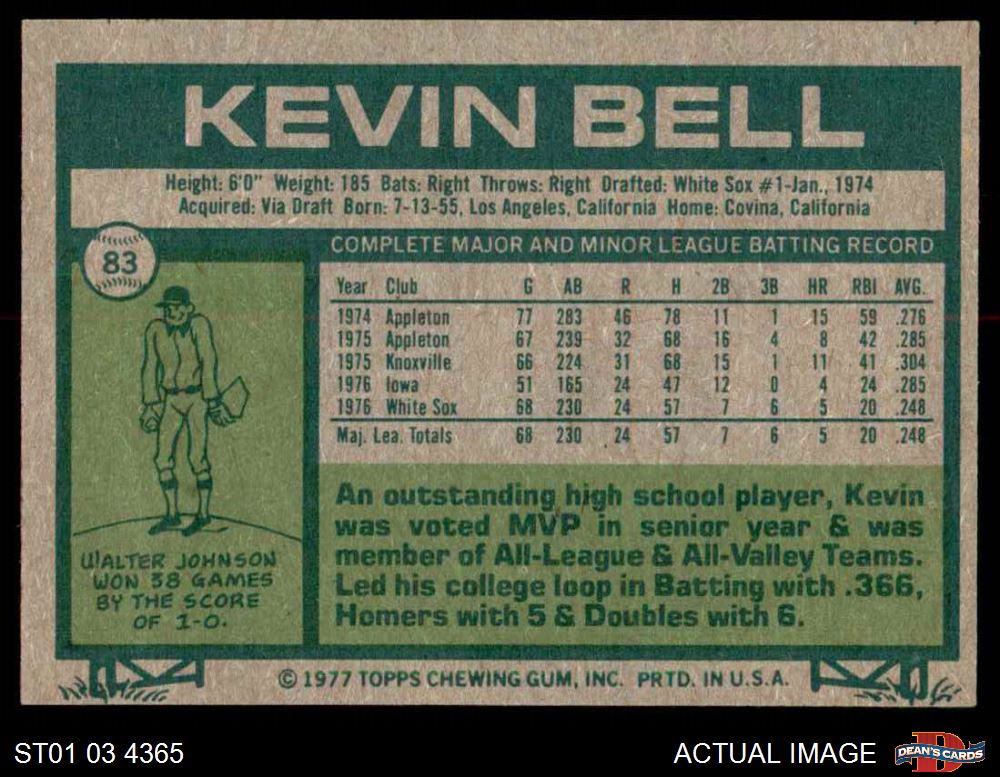 KEVIN BELL
Height: 6'0" Weight: 185 Bats: Right Throws: Right Drafted: White Sox #1-Jan., 1974
Acquired: Via Draft Born: 7-13-55, Los Angeles, California Home: Covina, California
83
COMPLETE MAJOR AND MINOR LEAGUE BATTING RECORD
Year Club G AB R H 2B 3B HR RBI AVG.
1974 Appleton 77 283 46 78 11 1 15 59 .276
1975 Appleton 67 239 32 68 16 4 8 42 .285
1975 Knoxville 66 224 31 68 15 1 11 41 .304
1976 Iowa 51 165 24 47 12 0 4 24 .285
1976 White Sox 68 230 24 57 7 6 5 20 .248
Maj. Lea. Totals 68 230 24 57 7 6 5 20 .248
An outstanding high school player, Kevin
was voted MVP in senior year & was
member of All-League & All-Valley Teams.
Led his college loop in Batting with .366,
Homers with 5 & Doubles with 6.
WALTER JOHNSON
WON 38 GAMES
BY THE SCORE
OF 1-0.
© 1977 TOPPS CHEWING GUM, INC. PRTD. IN U.S.A.
ST01 03 4365
ACTUAL IMAGE
D
DEAN'S CARDS